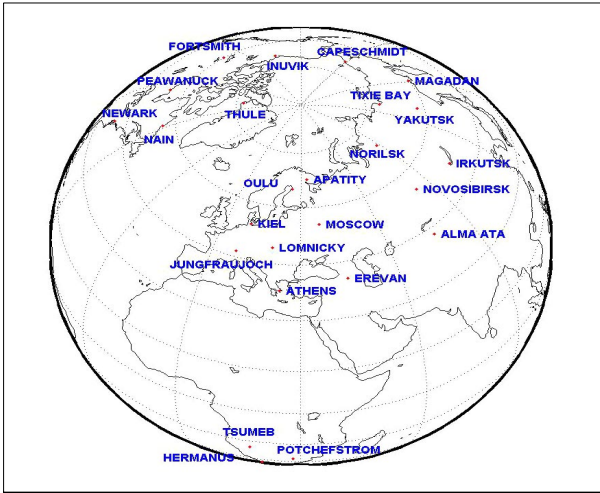 FORTSMITH
CAPESCHMIDT
INUVIK
PEAWANUCK
MAGADAN
TIXIE BAY
NEWARK
THULE
YAKUTSK
NAIN
NORILSK
IRKUTSK
OULU
APATITY
NOVOSIBIRSK
KIEL
MOSCOW
ALMA ATA
LOMNICKY
JUNGFRAUJOCH
EREVAN
ATHENS
TSUMEB
POTCHEFSTROM
HERMANUS